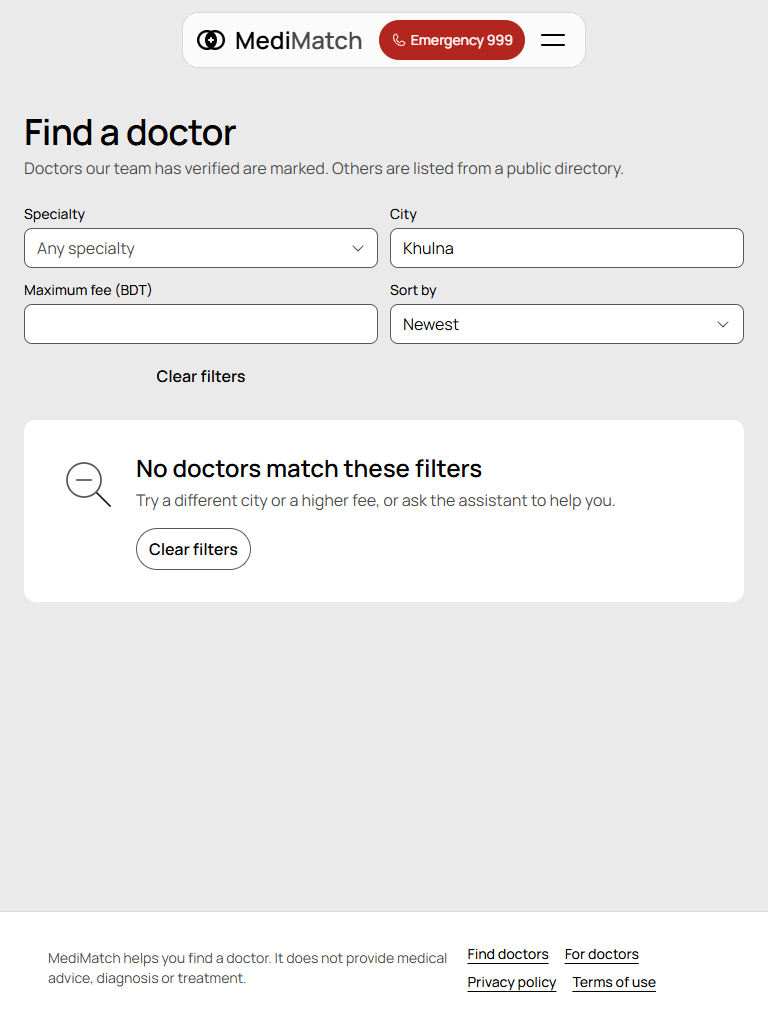 MediMatch
Emergency 999
Find a doctor
Doctors our team has verified are marked. Others are listed from a public directory.
Specialty
City
Any specialty
Khulna
Maximum fee (BDT)
Sort by
Newest
Clear filters
No doctors match these filters
Try a different city or a higher fee, or ask the assistant to help you.
Clear filters
MediMatch helps you find a doctor. It does not provide medical
advice, diagnosis or treatment.
Find doctors
For doctors
Privacy policy
Terms of use